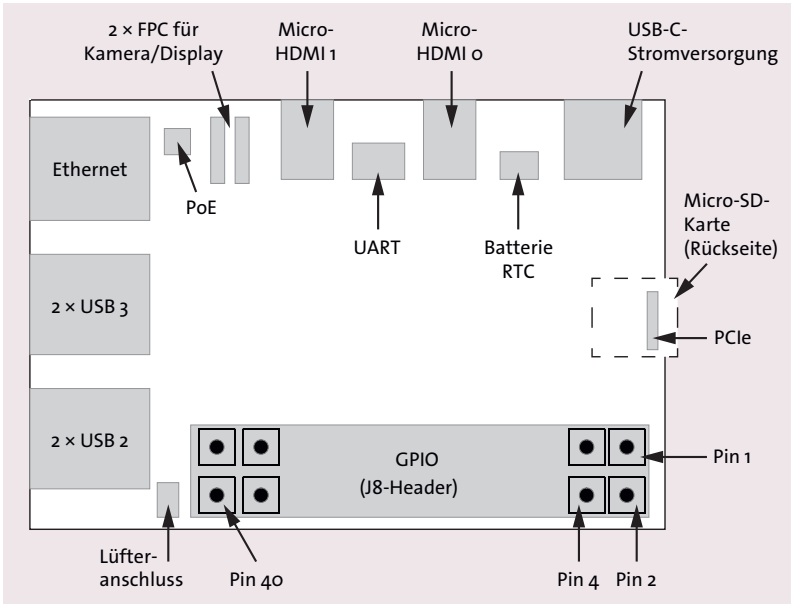 2 × FPC für
Kamera/Display
Micro-
HDMI 1
Micro-
HDMI 0
USB-C-
Stromversorgung
Ethernet
PoE
UART
Batterie
RTC
Micro-SD-
Karte
(Rückseite)
2 × USB 3
PCIe
2 × USB 2
GPIO
(J8-Header)
Pin 1
Lüfter-
anschluss
Pin 40
Pin 4
Pin 2